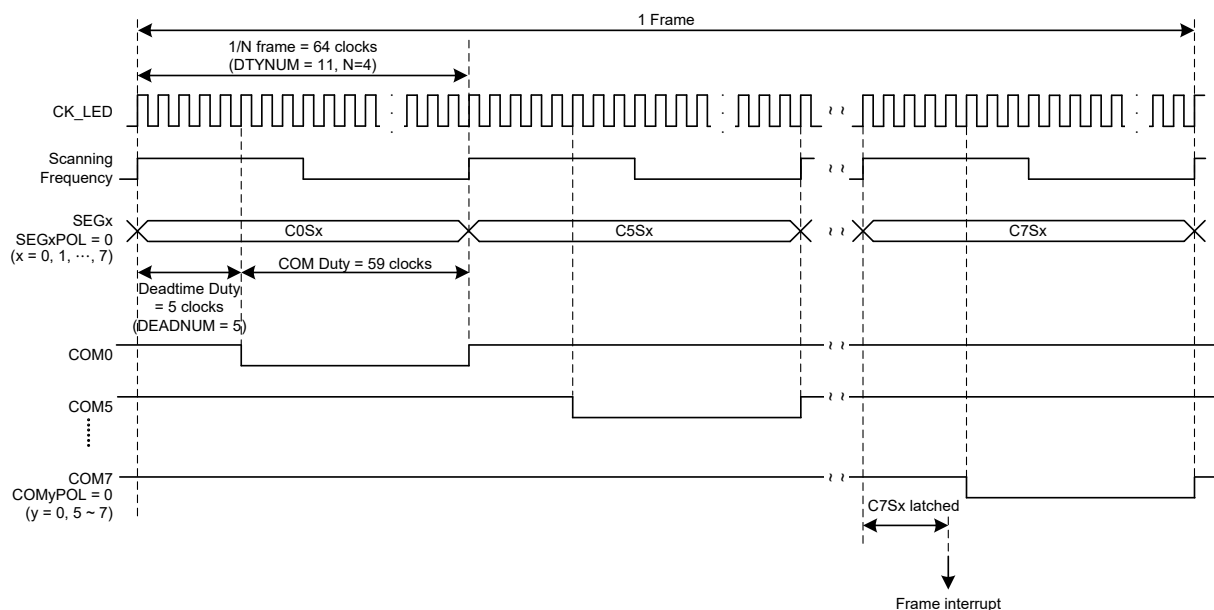 1 Frame
1/N frame = 64 clocks
(DTYNUM = 11, N=4)
CK_LED
Scanning
Frequency
SEGx
SEGxPOL = 0
(x = 0, 1, ⋯, 7)
C0Sx
C5Sx
C7Sx
COM Duty = 59 clocks
Deadtime Duty
= 5 clocks
(DEADNUM = 5)
COM0
COM5
COM7
COMyPOL = 0
(y = 0, 5 ~ 7)
C7Sx latched
Frame interrupt